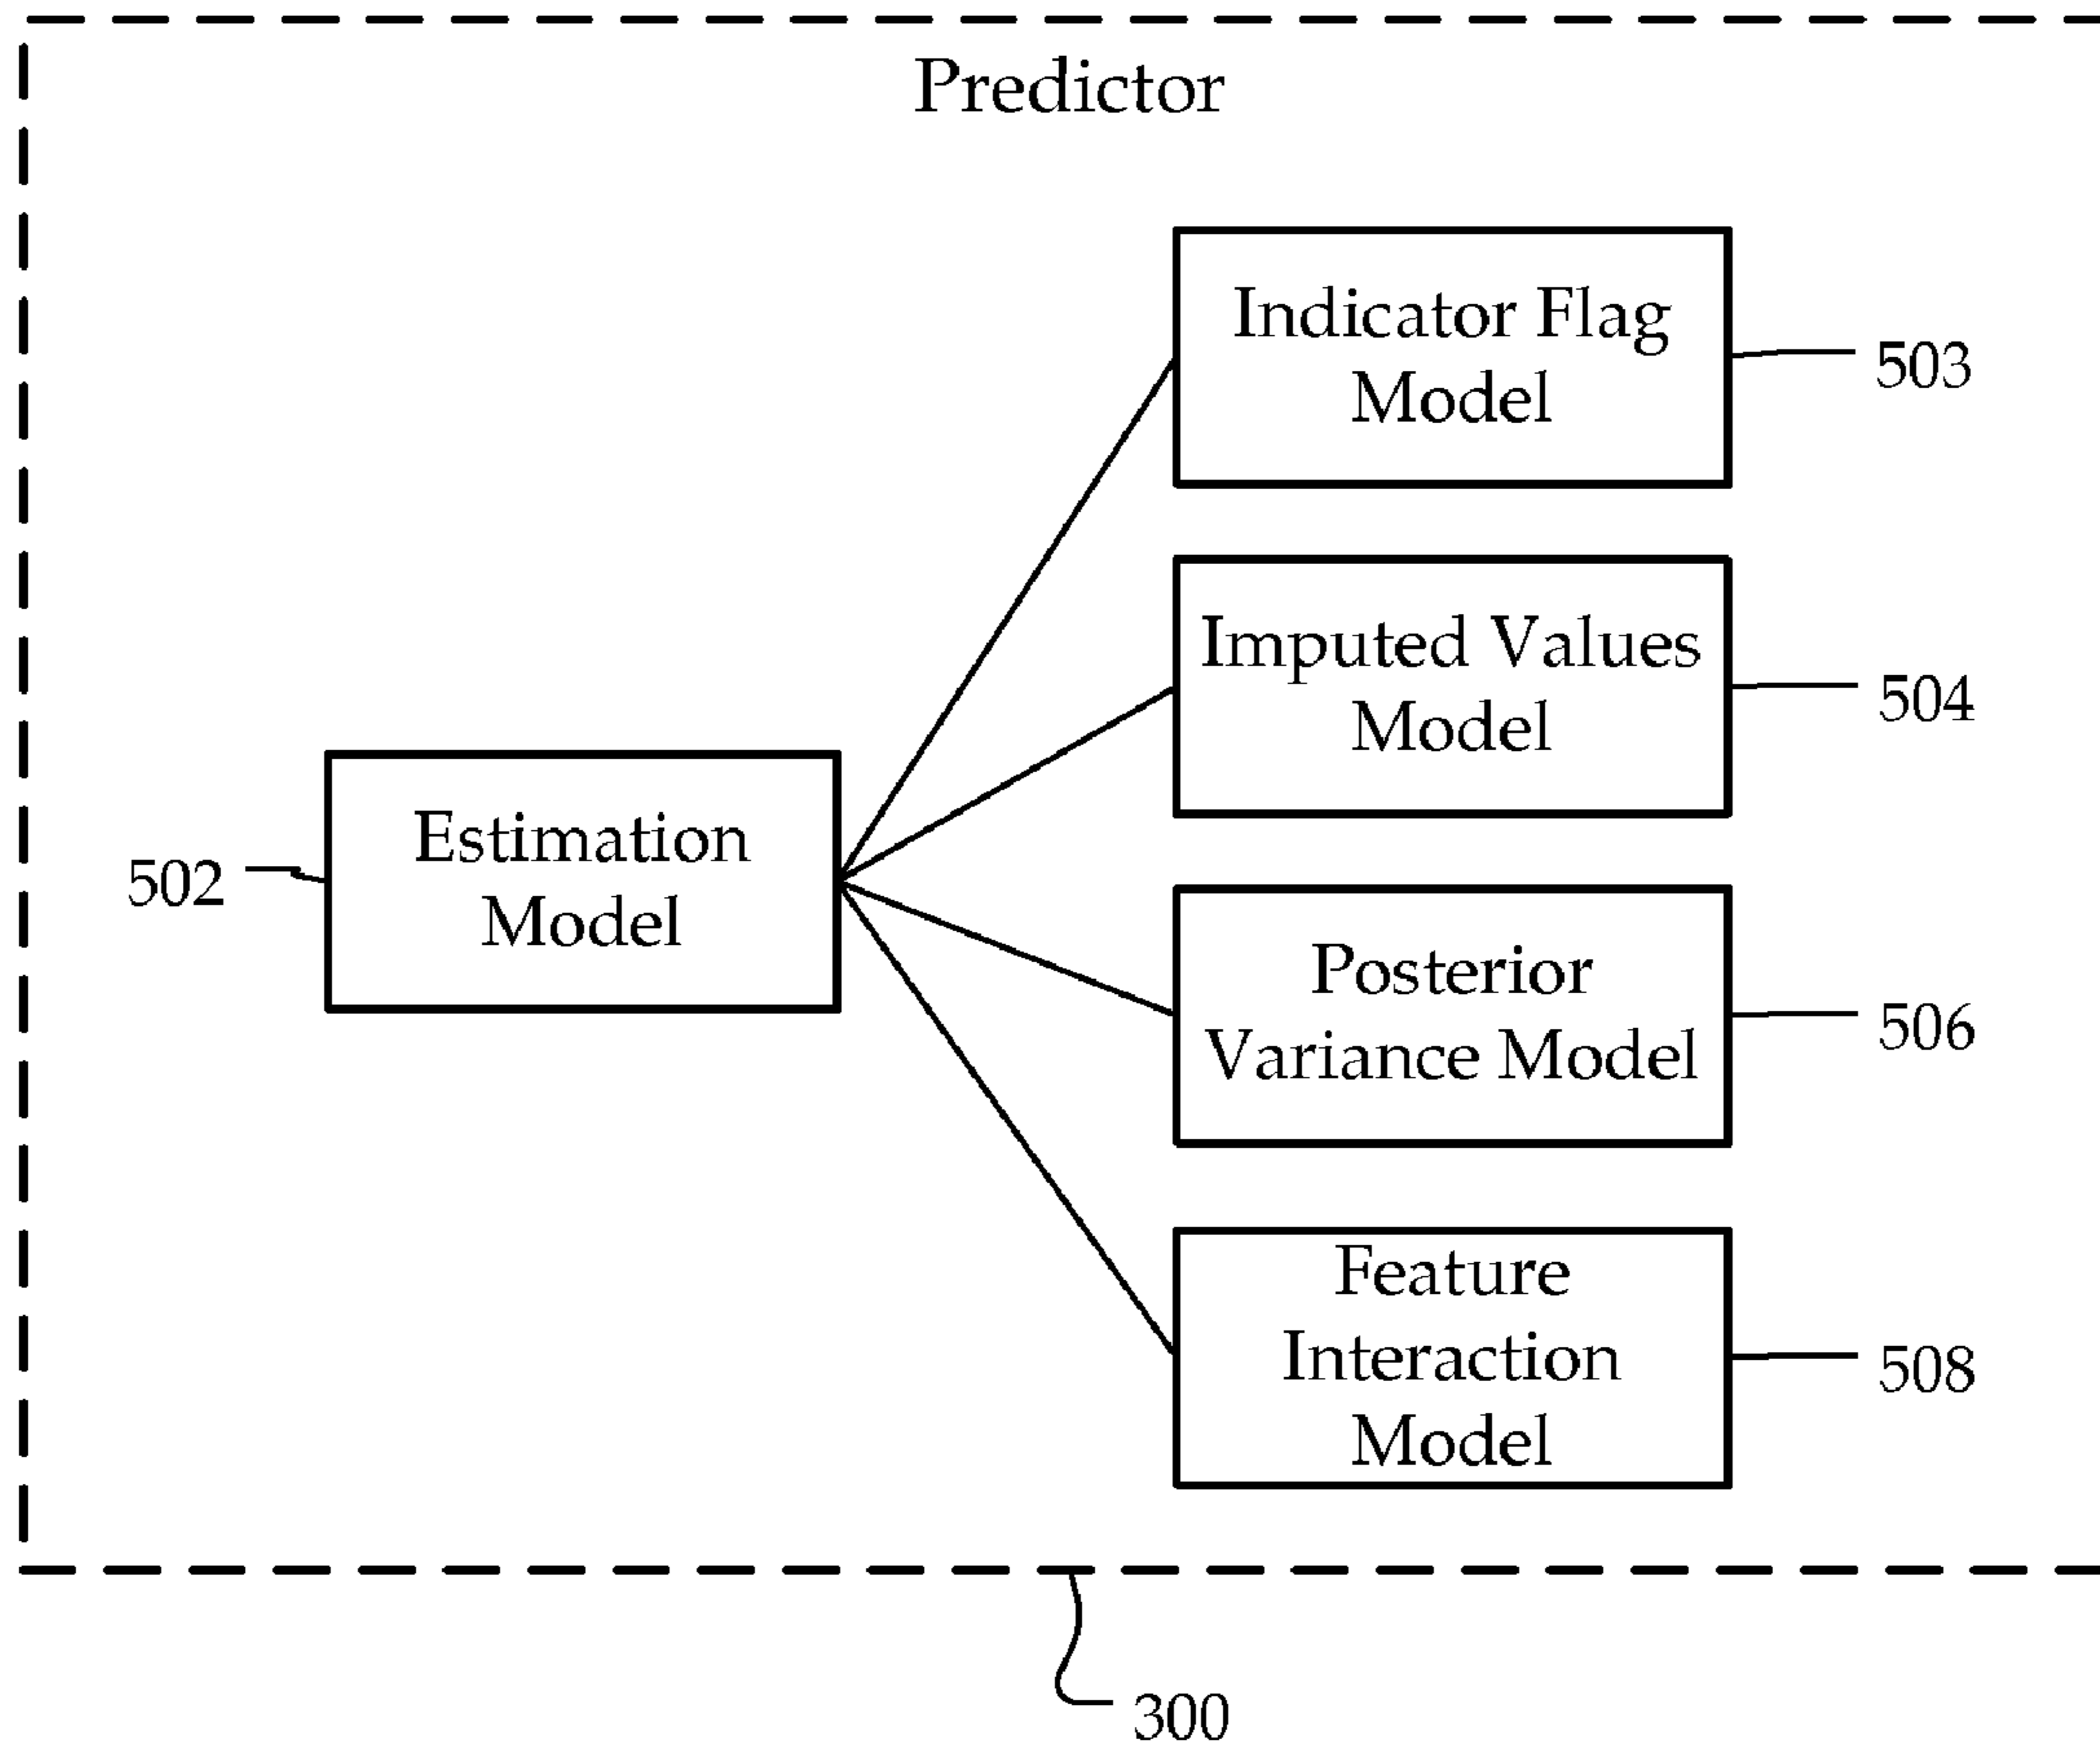 Predictor
Indicator Flag
Model
503
Imputed Values
Model
504
Estimation
Model
502
Posterior
Variance Model
506
Feature
Interaction
Model
508
300